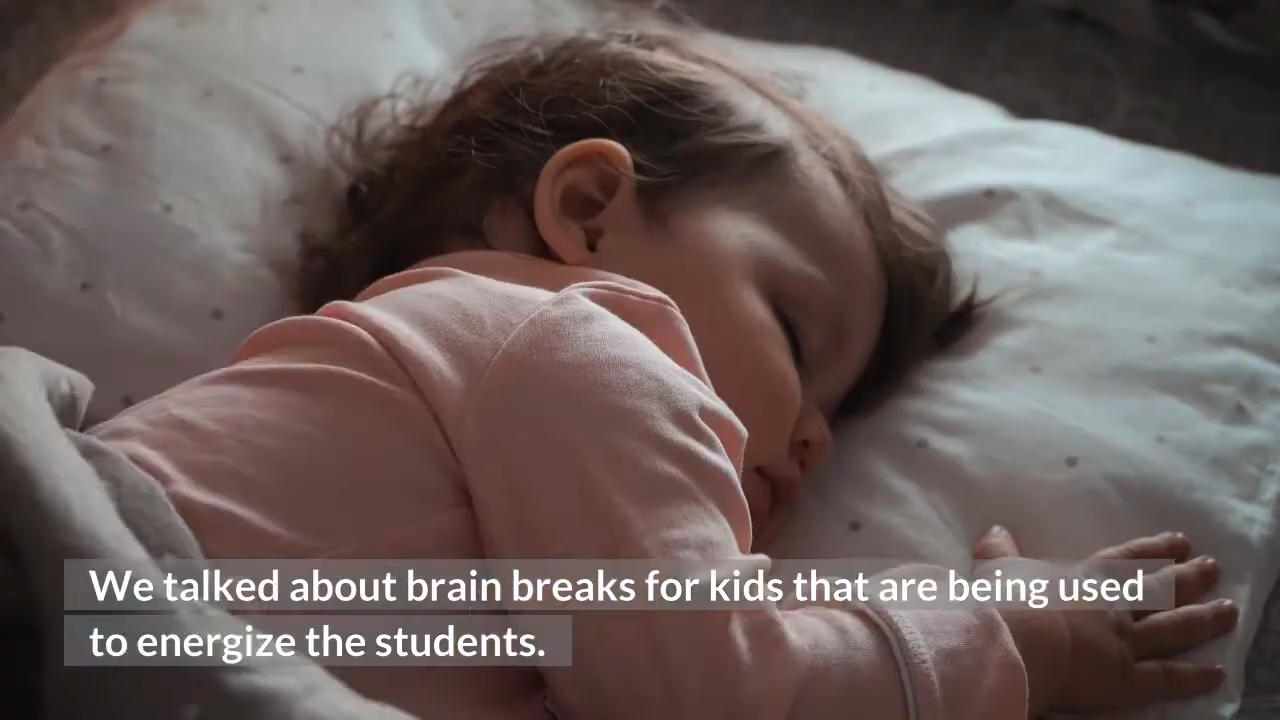 We talked about brain breaks for kids that are being used
to energize the students.